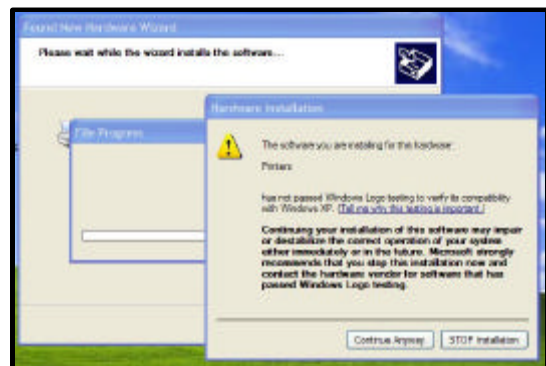 Found New Hardware Wizard
Please wait while the wizard installs the software...
Hardware Installation
File Progress
The software you are installing for this hardware:
Printers
has not passed Windows Logo testing to verify its compatibility
with Windows XP. (Tell me why this testing is important.)
Continuing your installation of this software may impair
or destabilize the correct operation of your system
either immediately or in the future. Microsoft strongly
recommends that you stop this installation now and
contact the hardware vendor for software that has
passed Windows Logo testing.
Continue Anyway
STOP Installation